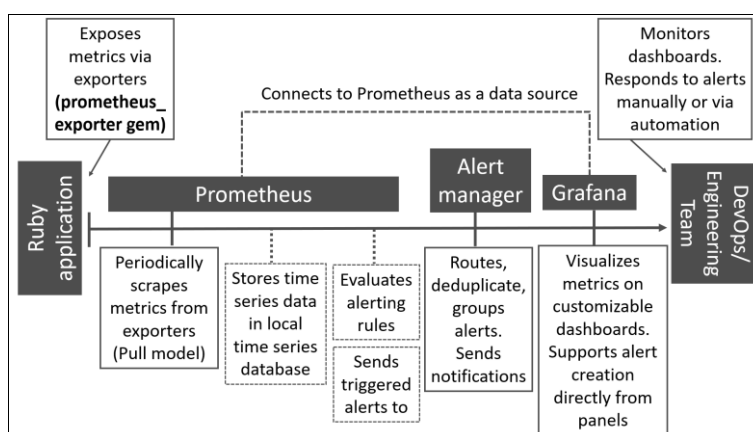 Exposes
metrics via
exporters
(prometheus_
exporter gem)
Monitors
dashboards.
Responds to alerts
manually or via
automation
Connects to Prometheus as a data source
Ruby
application
Prometheus
Alert
manager
Grafana
DevOps/
Engineering
Team
Periodically
scrapes
metrics from
exporters
(Pull model)
Stores time
series data
in local
time series
database
Evaluates
alerting
rules
Sends
triggered
alerts to
Routes,
deduplicate,
groups
alerts.
Sends
notifications
Visualizes
metrics on
customizable
dashboards.
Supports alert
creation
directly from
panels